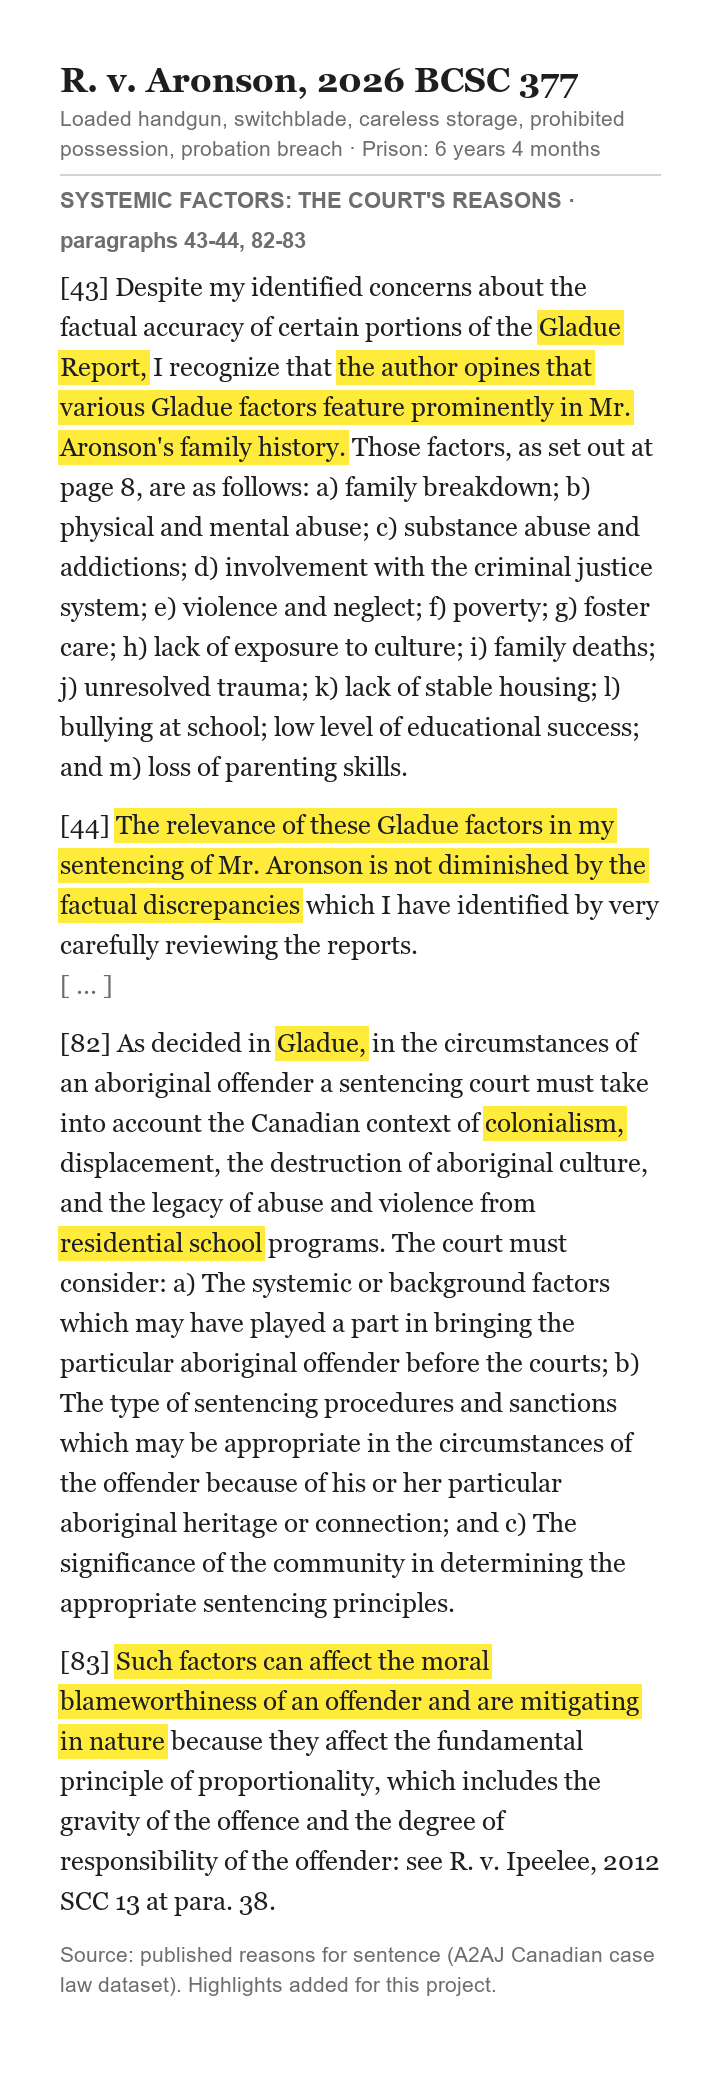 R. v. Aronson, 2026 BCSC 377
Loaded handgun, switchblade, careless storage, prohibited
possession, probation breach · Prison: 6 years 4 months
SYSTEMIC FACTORS: THE COURT'S REASONS ·
paragraphs 43-44, 82-83
[43] Despite my identified concerns about the
factual accuracy of certain portions of the Gladue
Report, I recognize that the author opines that
various Gladue factors feature prominently in Mr.
Aronson's family history. Those factors, as set out at
page 8, are as follows: a) family breakdown; b)
physical and mental abuse; c) substance abuse and
addictions; d) involvement with the criminal justice
system; e) violence and neglect; f) poverty; g) foster
care; h) lack of exposure to culture; i) family deaths;
j) unresolved trauma; k) lack of stable housing; l)
bullying at school; low level of educational success;
and m) loss of parenting skills.
[44] The relevance of these Gladue factors in my
sentencing of Mr. Aronson is not diminished by the
factual discrepancies which I have identified by very
carefully reviewing the reports.
[ ... ]
[82] As decided in Gladue, in the circumstances of
an aboriginal offender a sentencing court must take
into account the Canadian context of colonialism,
displacement, the destruction of aboriginal culture,
and the legacy of abuse and violence from
residential school programs. The court must
consider: a) The systemic or background factors
which may have played a part in bringing the
particular aboriginal offender before the courts; b)
The type of sentencing procedures and sanctions
which may be appropriate in the circumstances of
the offender because of his or her particular
aboriginal heritage or connection; and c) The
significance of the community in determining the
appropriate sentencing principles.
[83] Such factors can affect the moral
blameworthiness of an offender and are mitigating
in nature because they affect the fundamental
principle of proportionality, which includes the
gravity of the offence and the degree of
responsibility of the offender: see R. v. Ipeelee, 2012
SCC 13 at para. 38.
Source: published reasons for sentence (A2AJ Canadian case
law dataset). Highlights added for this project.